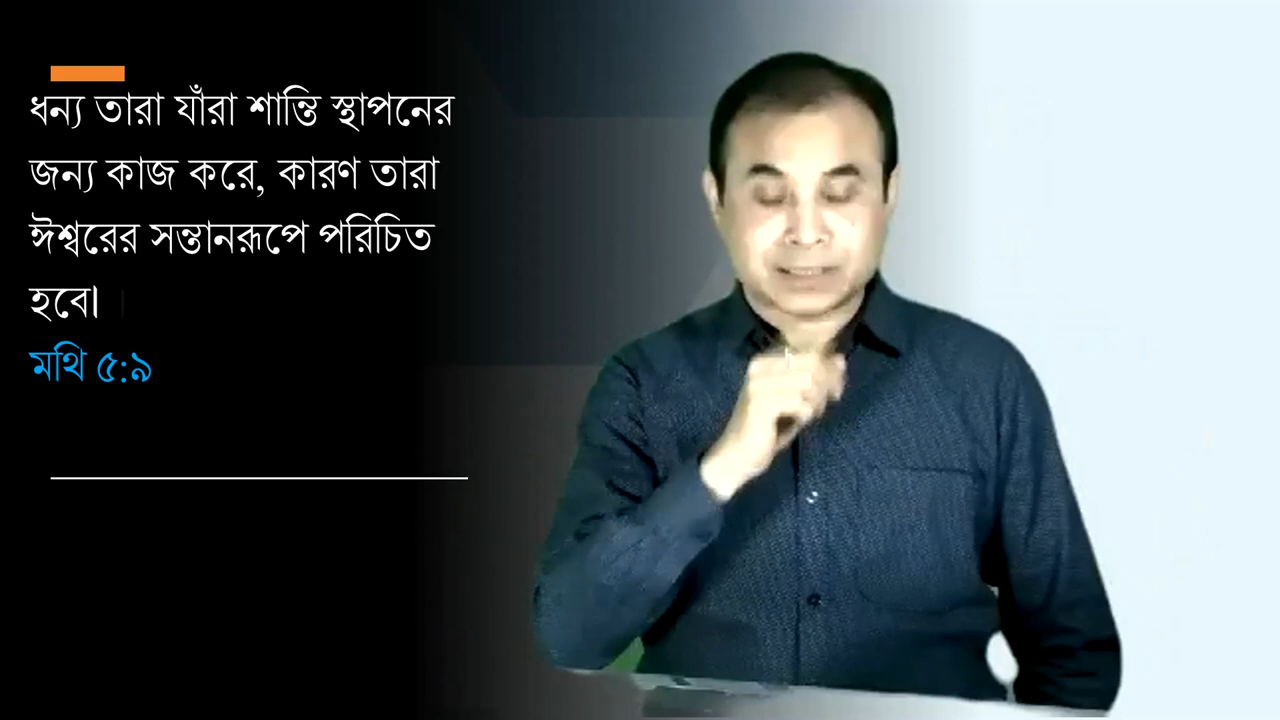 ধন্য তারা যাঁরা শান্তি স্থাপনের
জন্য কাজ করে, কারণ তারা
ঈশ্বরের সন্তানরূপে পরিচিত
হবে।
মথি ৫:৯